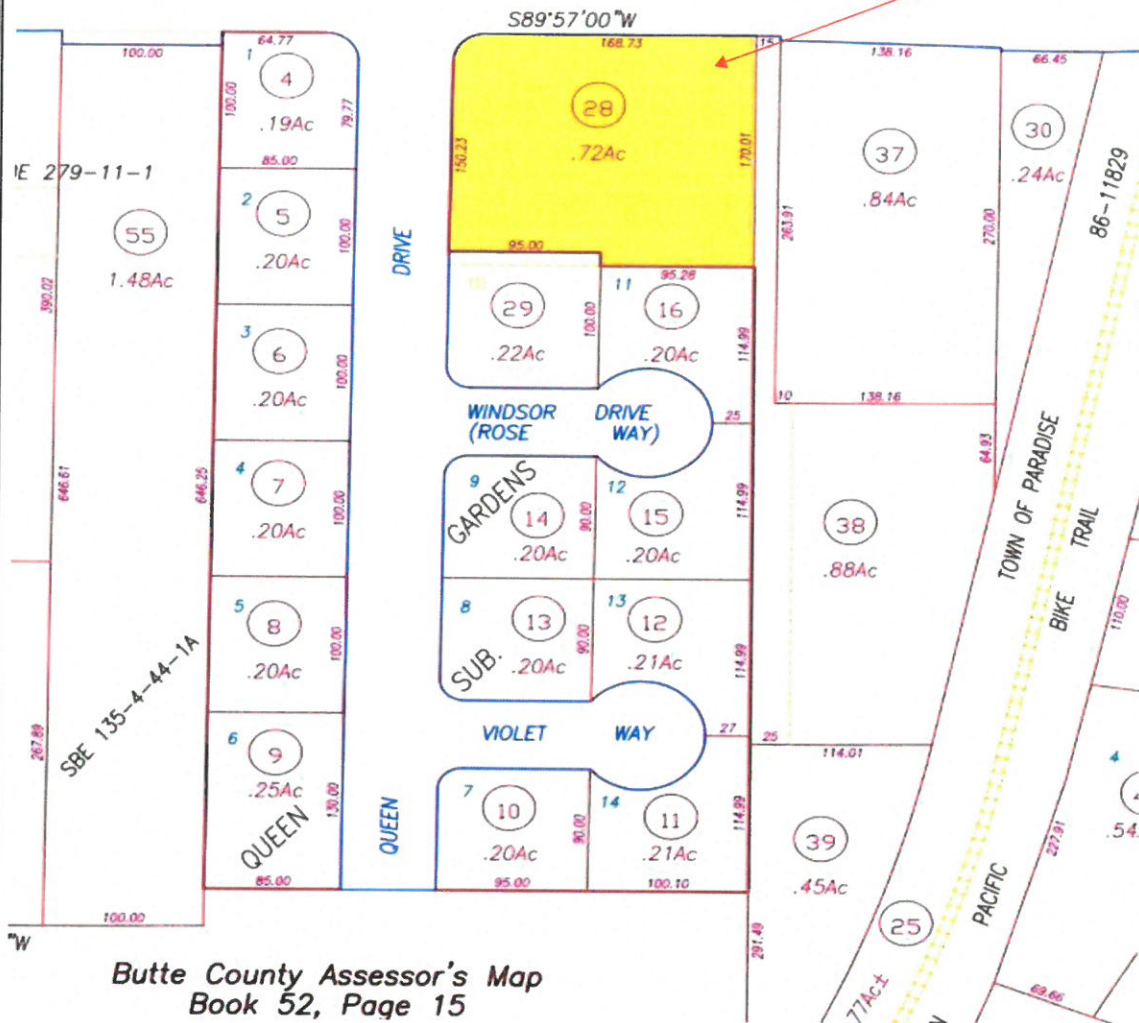 S89°57'00"W
100.00
64.77
168.73
15
138.16
66.45
1
4
.19Ac
100.00
79.77
85.00
28
.72Ac
150.23
170.01
37
.84Ac
263.91
270.00
30
.24Ac
86-11829
279-11-1
55
1.48Ac
390.02
2
5
.20Ac
100.00
DRIVE
95.00
95.28
29
.22Ac
100.00
11
16
.20Ac
114.99
3
6
.20Ac
100.00
10
138.16
WINDSOR DRIVE
(ROSE WAY)
25
64.93
646.61
646.25
4
7
.20Ac
100.00
GARDENS
9
14
.20Ac
90.00
12
15
.20Ac
114.99
38
.88Ac
TOWN OF PARADISE
BIKE TRAIL
110.00
5
8
.20Ac
100.00
8
13
.20Ac
90.00
13
12
.21Ac
114.99
SUB.
SBE 135-4-44-1A
267.89
VIOLET WAY
27
25
114.01
6
9
.25Ac
130.00
QUEEN
QUEEN
7
10
.20Ac
90.00
14
11
.21Ac
114.99
39
.45Ac
4
.54
227.91
85.00
95.00
100.10
100.00
"W
291.49
25
77Ac±
PACIFIC
69.66
N
Butte County Assessor's Map
Book 52, Page 15